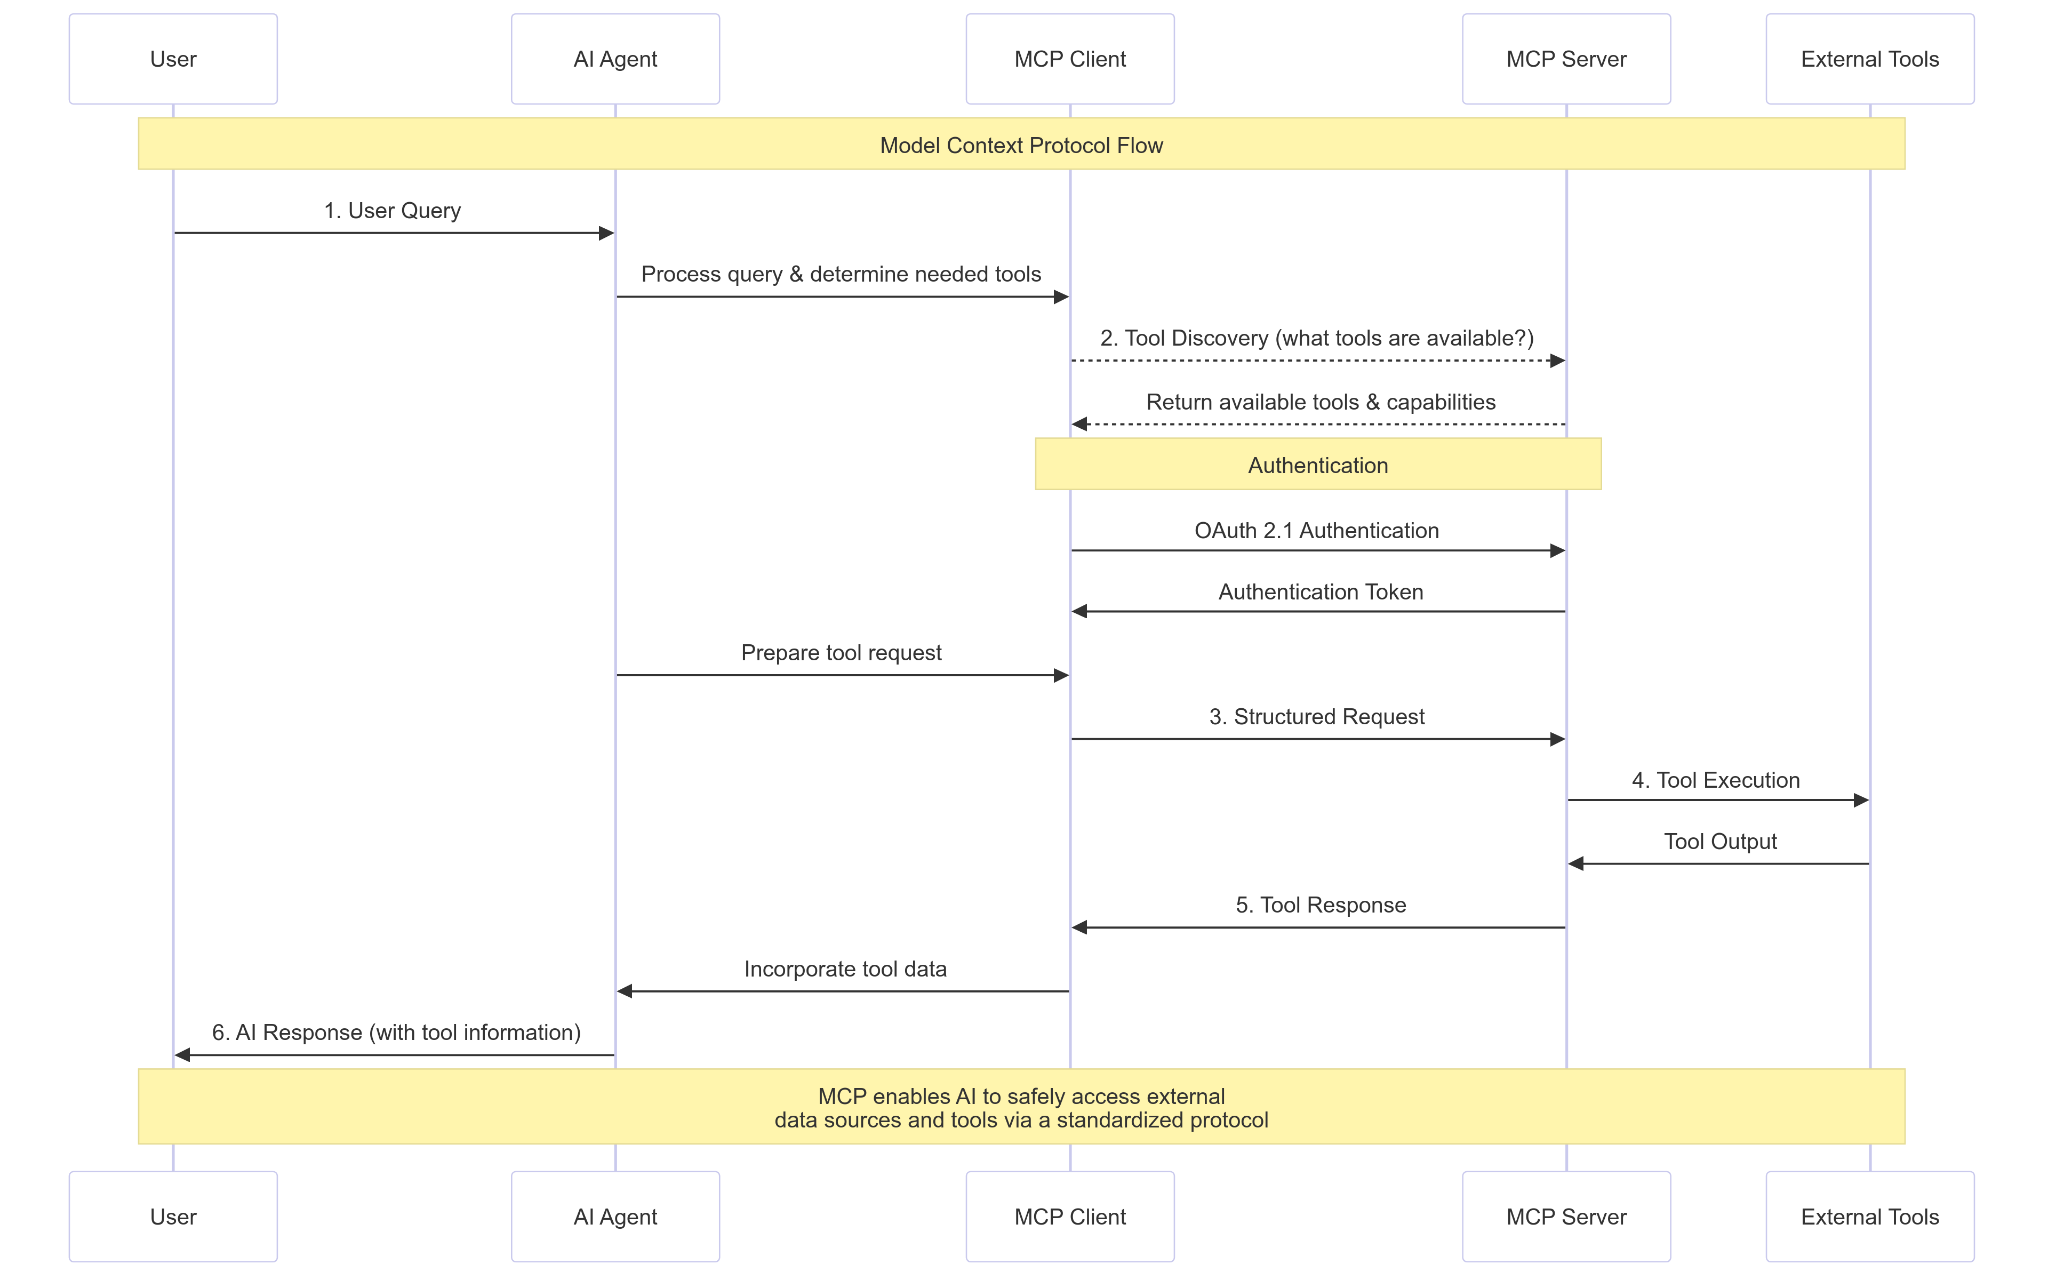 User
AI Agent
MCP Client
MCP Server
External Tools
Model Context Protocol Flow
1. User Query
Process query & determine needed tools
2. Tool Discovery (what tools are available?)
Return available tools & capabilities
Authentication
OAuth 2.1 Authentication
Authentication Token
Prepare tool request
3. Structured Request
4. Tool Execution
Tool Output
5. Tool Response
Incorporate tool data
6. AI Response (with tool information)
MCP enables AI to safely access external
data sources and tools via a standardized protocol
User
AI Agent
MCP Client
MCP Server
External Tools